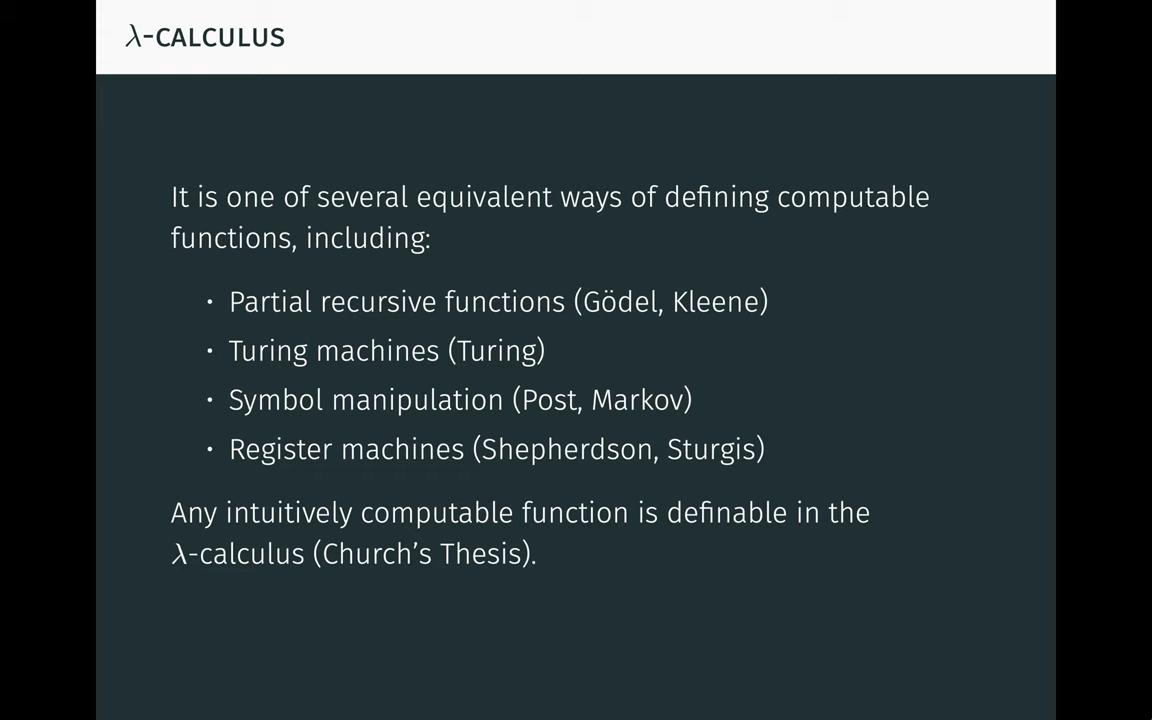 λ-CALCULUS
It is one of several equivalent ways of defining computable
functions, including:
• Partial recursive functions (Gödel, Kleene)
• Turing machines (Turing)
• Symbol manipulation (Post, Markov)
• Register machines (Shepherdson, Sturgis)
Any intuitively computable function is definable in the
λ-calculus (Church’s Thesis).